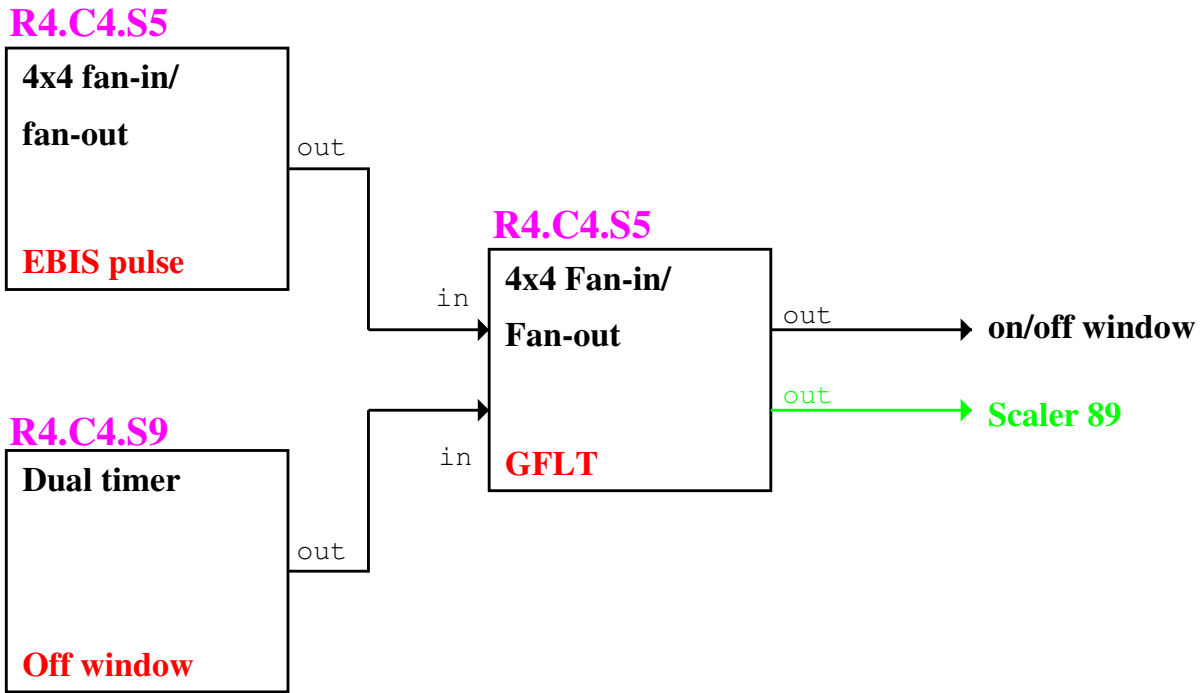 R4.C4.S5
4x4 fan-in/
fan-out
out
EBIS pulse
R4.C4.S5
4x4 Fan-in/
Fan-out
in
in
GFLT
out
on/off window
out
Scaler 89
R4.C4.S9
Dual timer
out
Off window